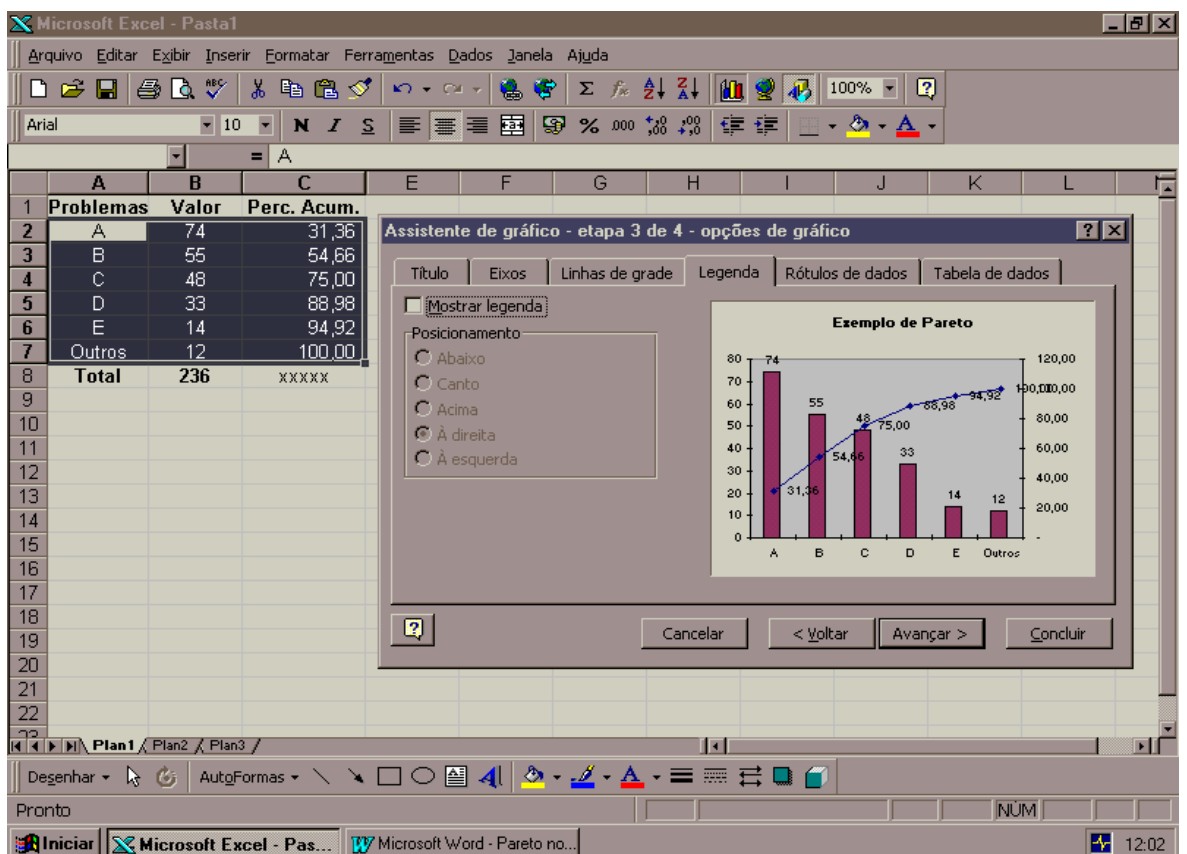 Microsoft Excel - Pasta1
Arquivo Editar Exibir Inserir Formatar Ferramentas Dados Janela Ajuda
ABC Σ fx A Z Z A 100% ?
Arial 10 N I S % 000 ,00 ,0 A
= A
A B C E F G H I J K L
1 Problemas Valor Perc. Acum.
2 A 74 31,36
3 B 55 54,66
4 C 48 75,00
5 D 33 88,98
6 E 14 94,92
7 Outros 12 100,00
8 Total 236 xxxxx
9
10
11
12
13
14
15
16
17
18
19
20
21
22
23
Assistente de gráfico - etapa 3 de 4 - opções de gráfico
Título Eixos Linhas de grade Legenda Rótulos de dados Tabela de dados
Mostrar legenda
Posicionamento
Abaixo
Canto
Acima
À direita
À esquerda
Exemplo de Pareto
80 70 60 50 40 30 20 10 0
74 55 48 33 14 12
31,36 54,66 75,00 88,98 94,92 100,00
120,00 100,00 80,00 60,00 40,00 20,00 -
A B C D E Outros
? Cancelar < Voltar Avançar > Concluir
Plan1 Plan2 Plan3
Desenhar AutoFormas A A
Pronto NÚM
Iniciar Microsoft Excel - Pas... Microsoft Word - Pareto no... 12:02